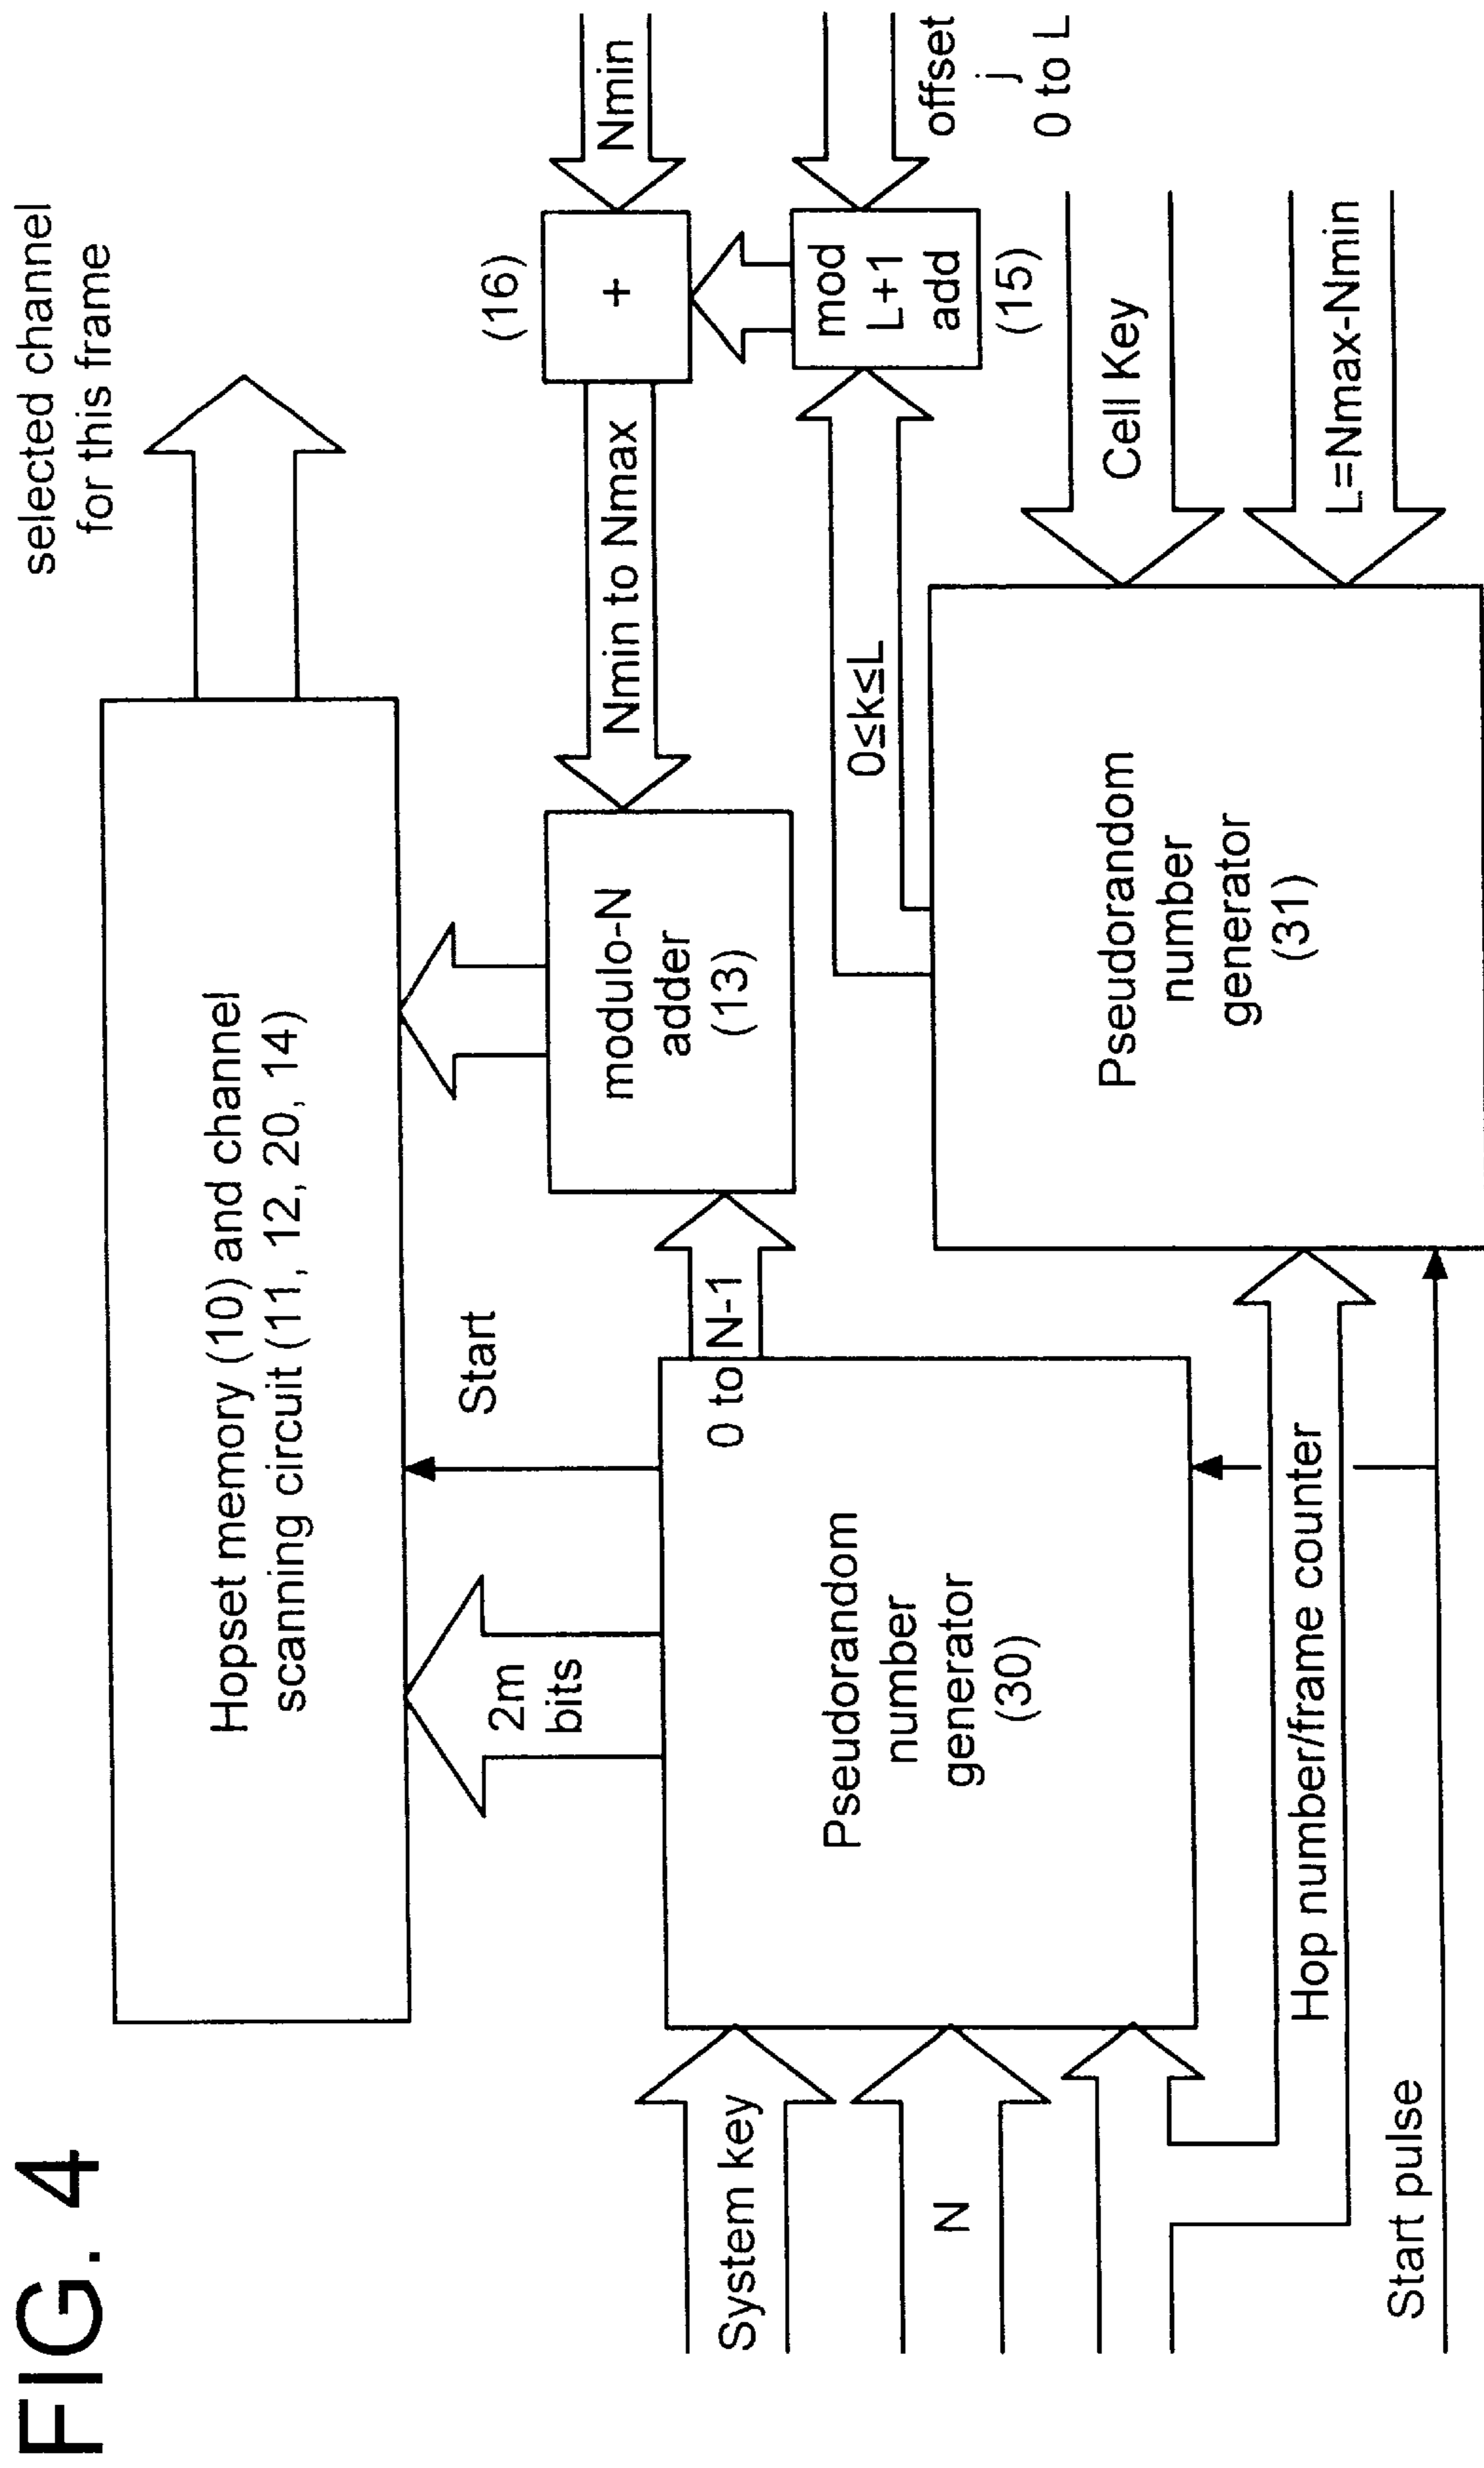 FIG. 4
selected channel
for this frame
Hopset memory (10) and channel
scanning circuit (11, 12, 20, 14)
2m
bits
Start
(16)
+
Nmin
Nmin to Nmax
modulo-N
adder
(13)
0 to N-1
mod
L+1
add
(15)
offset
j
0 to L
0≤k≤L
System key
N
Pseudorandom
number
generator
(30)
Pseudorandom
number
generator
(31)
Cell Key
L=Nmax-Nmin
Hop number/frame counter
Start pulse